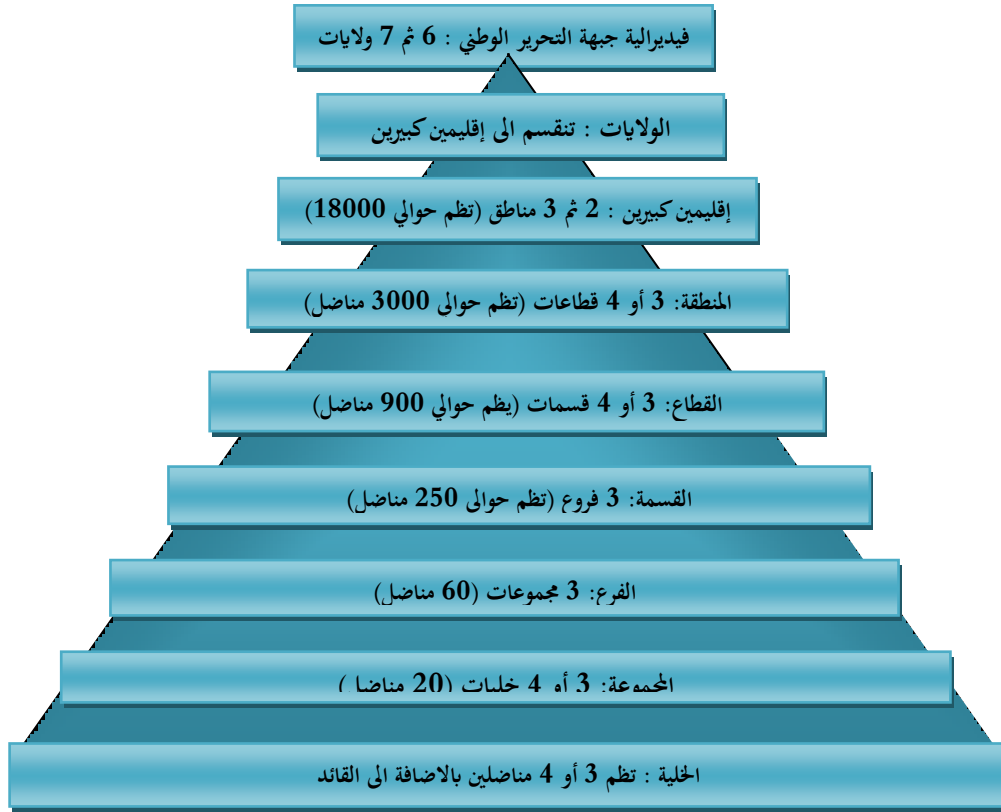 فيديرالية جبهة التحرير الوطني : 6 ثم 7 ولايات
الولايات : تنقسم الى إقليمين كبيرين
إقليمين كبيرين : 2 ثم 3 مناطق (تظم حوالي 18000)
المنطقة: 3 أو 4 قطاعات (تظم حوالي 3000 مناضل)
القطاع: 3 أو 4 قسمات (يظم حوالي 900 مناضل)
القسمة: 3 فروع (تظم حوالي 250 مناضل)
الفرع: 3 مجموعات (60 مناضل)
المجموعة: 3 أو 4 خليات (20 مناضل)
الخلية : تظم 3 أو 4 مناضلين بالاضافة الى القائد